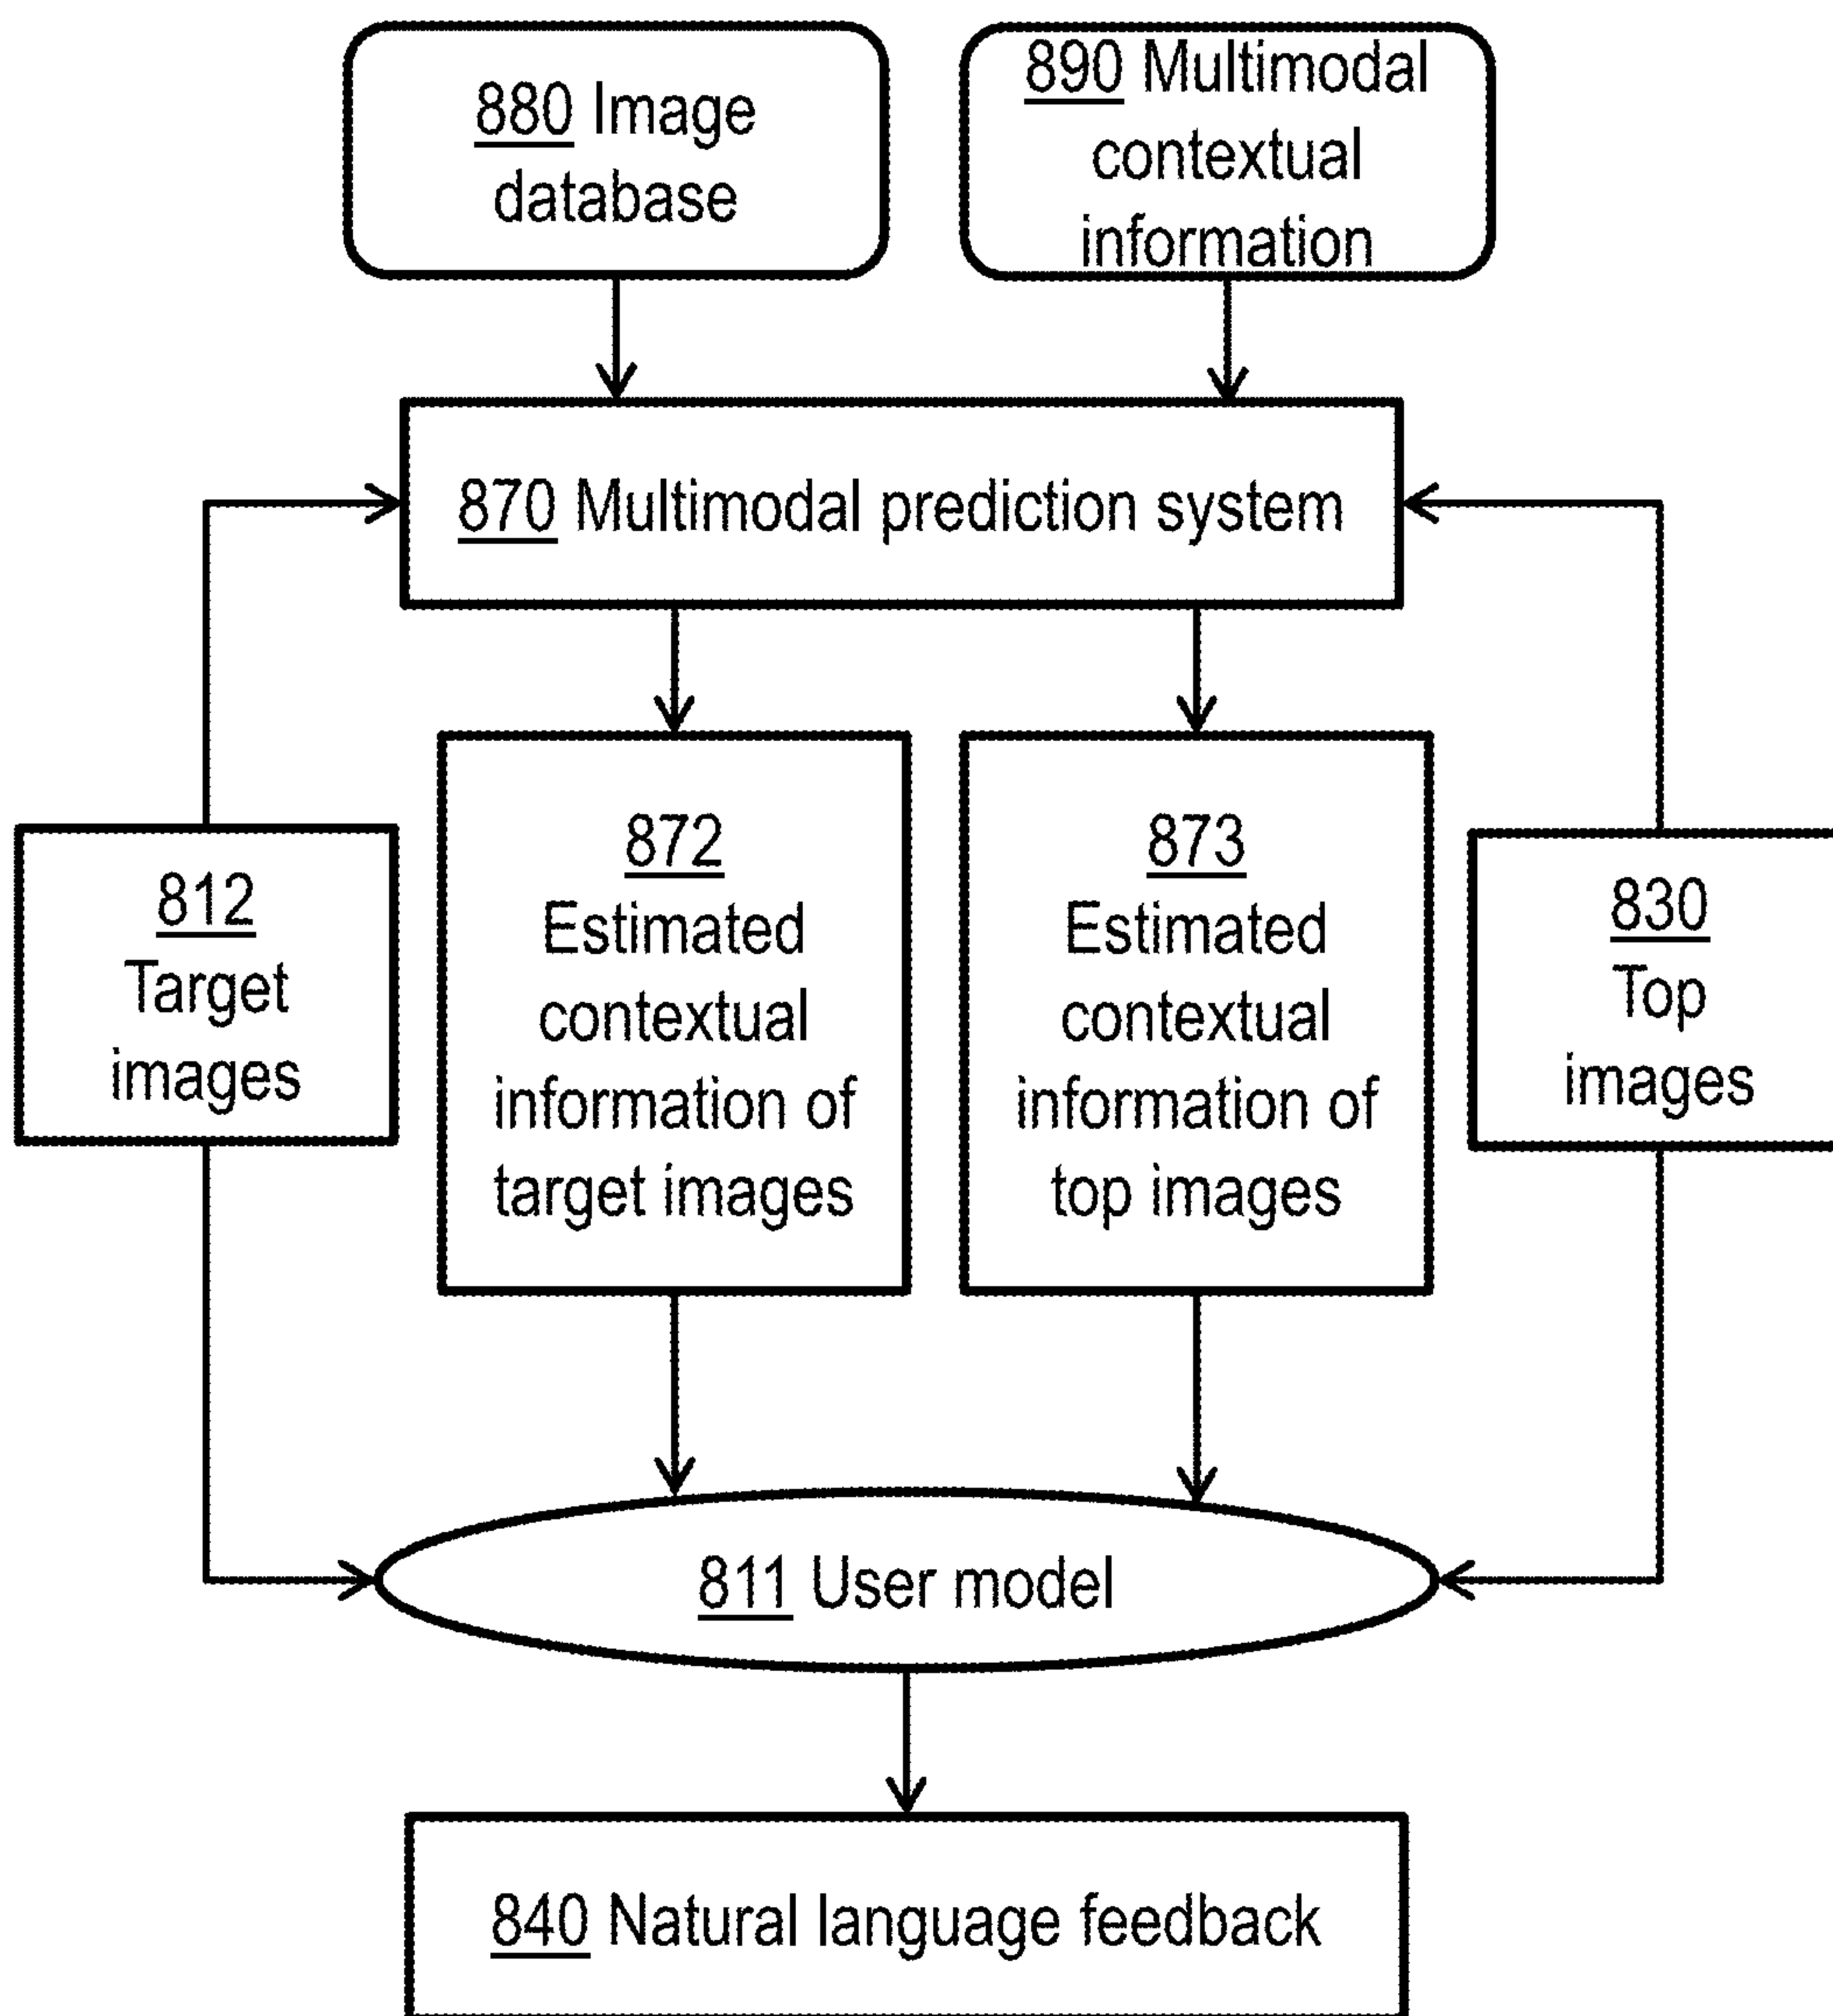 880 Image
database
890 Multimodal
contextual
information
870 Multimodal prediction system
812
Target
images
872
Estimated
contextual
information of
target images
873
Estimated
contextual
information of
top images
830
Top
images
811 User model
840 Natural language feedback